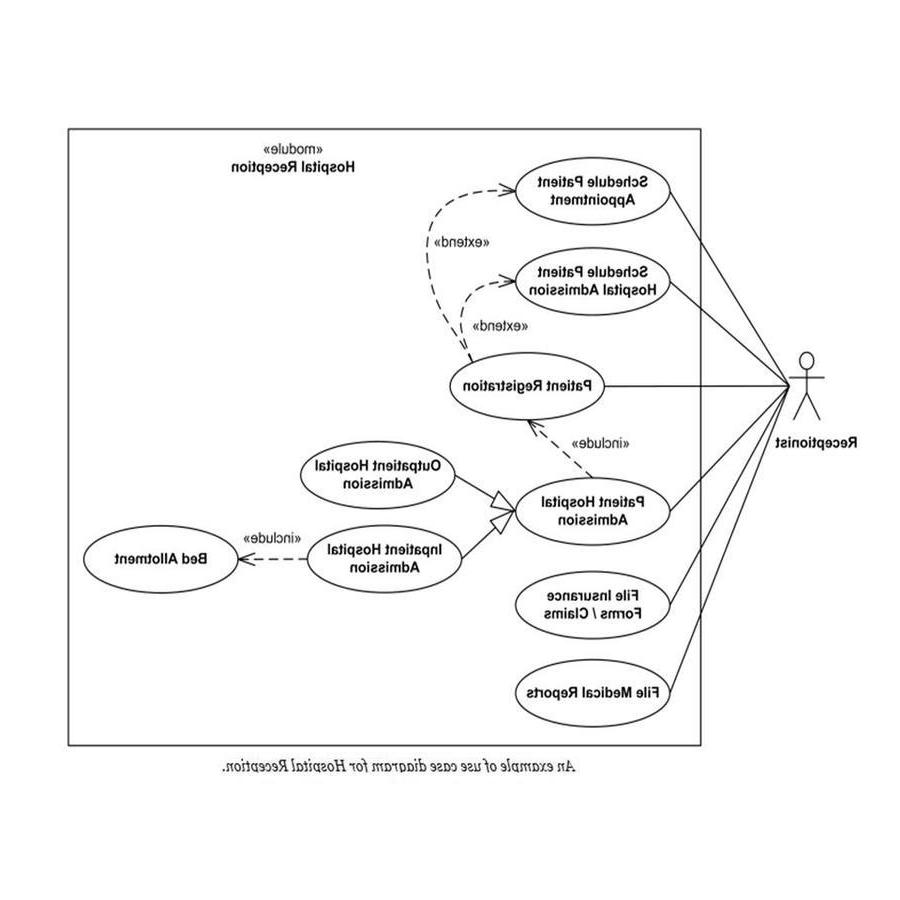 «module»
Hospital Reception
Schedule Patient
Appointment
«extend»
Schedule Patient
Hospital Admission
«extend»
Patient Registration
Receptionist
«include»
Outpatient Hospital
Admission
Patient Hospital
Admission
Inpatient Hospital
Admission
«include»
Bed Allotment
File Insurance
Forms / Claims
File Medical Reports
An example of use case diagram for Hospital Reception.